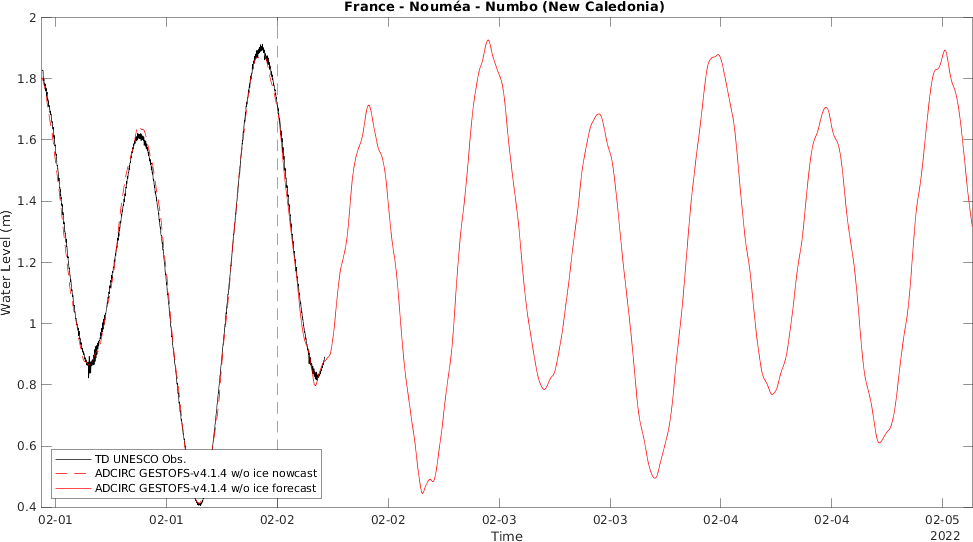 France - Nouméa - Numbo (New Caledonia)
2
1.8
1.6
1.4
1.2
1
0.8
0.6
0.4
Water Level (m)
TD UNESCO Obs.
ADCIRC GESTOFS-v4.1.4 w/o ice nowcast
ADCIRC GESTOFS-v4.1.4 w/o ice forecast
02-01 02-01 02-02 02-02 02-03 02-03 02-04 02-04 02-05
Time
2022